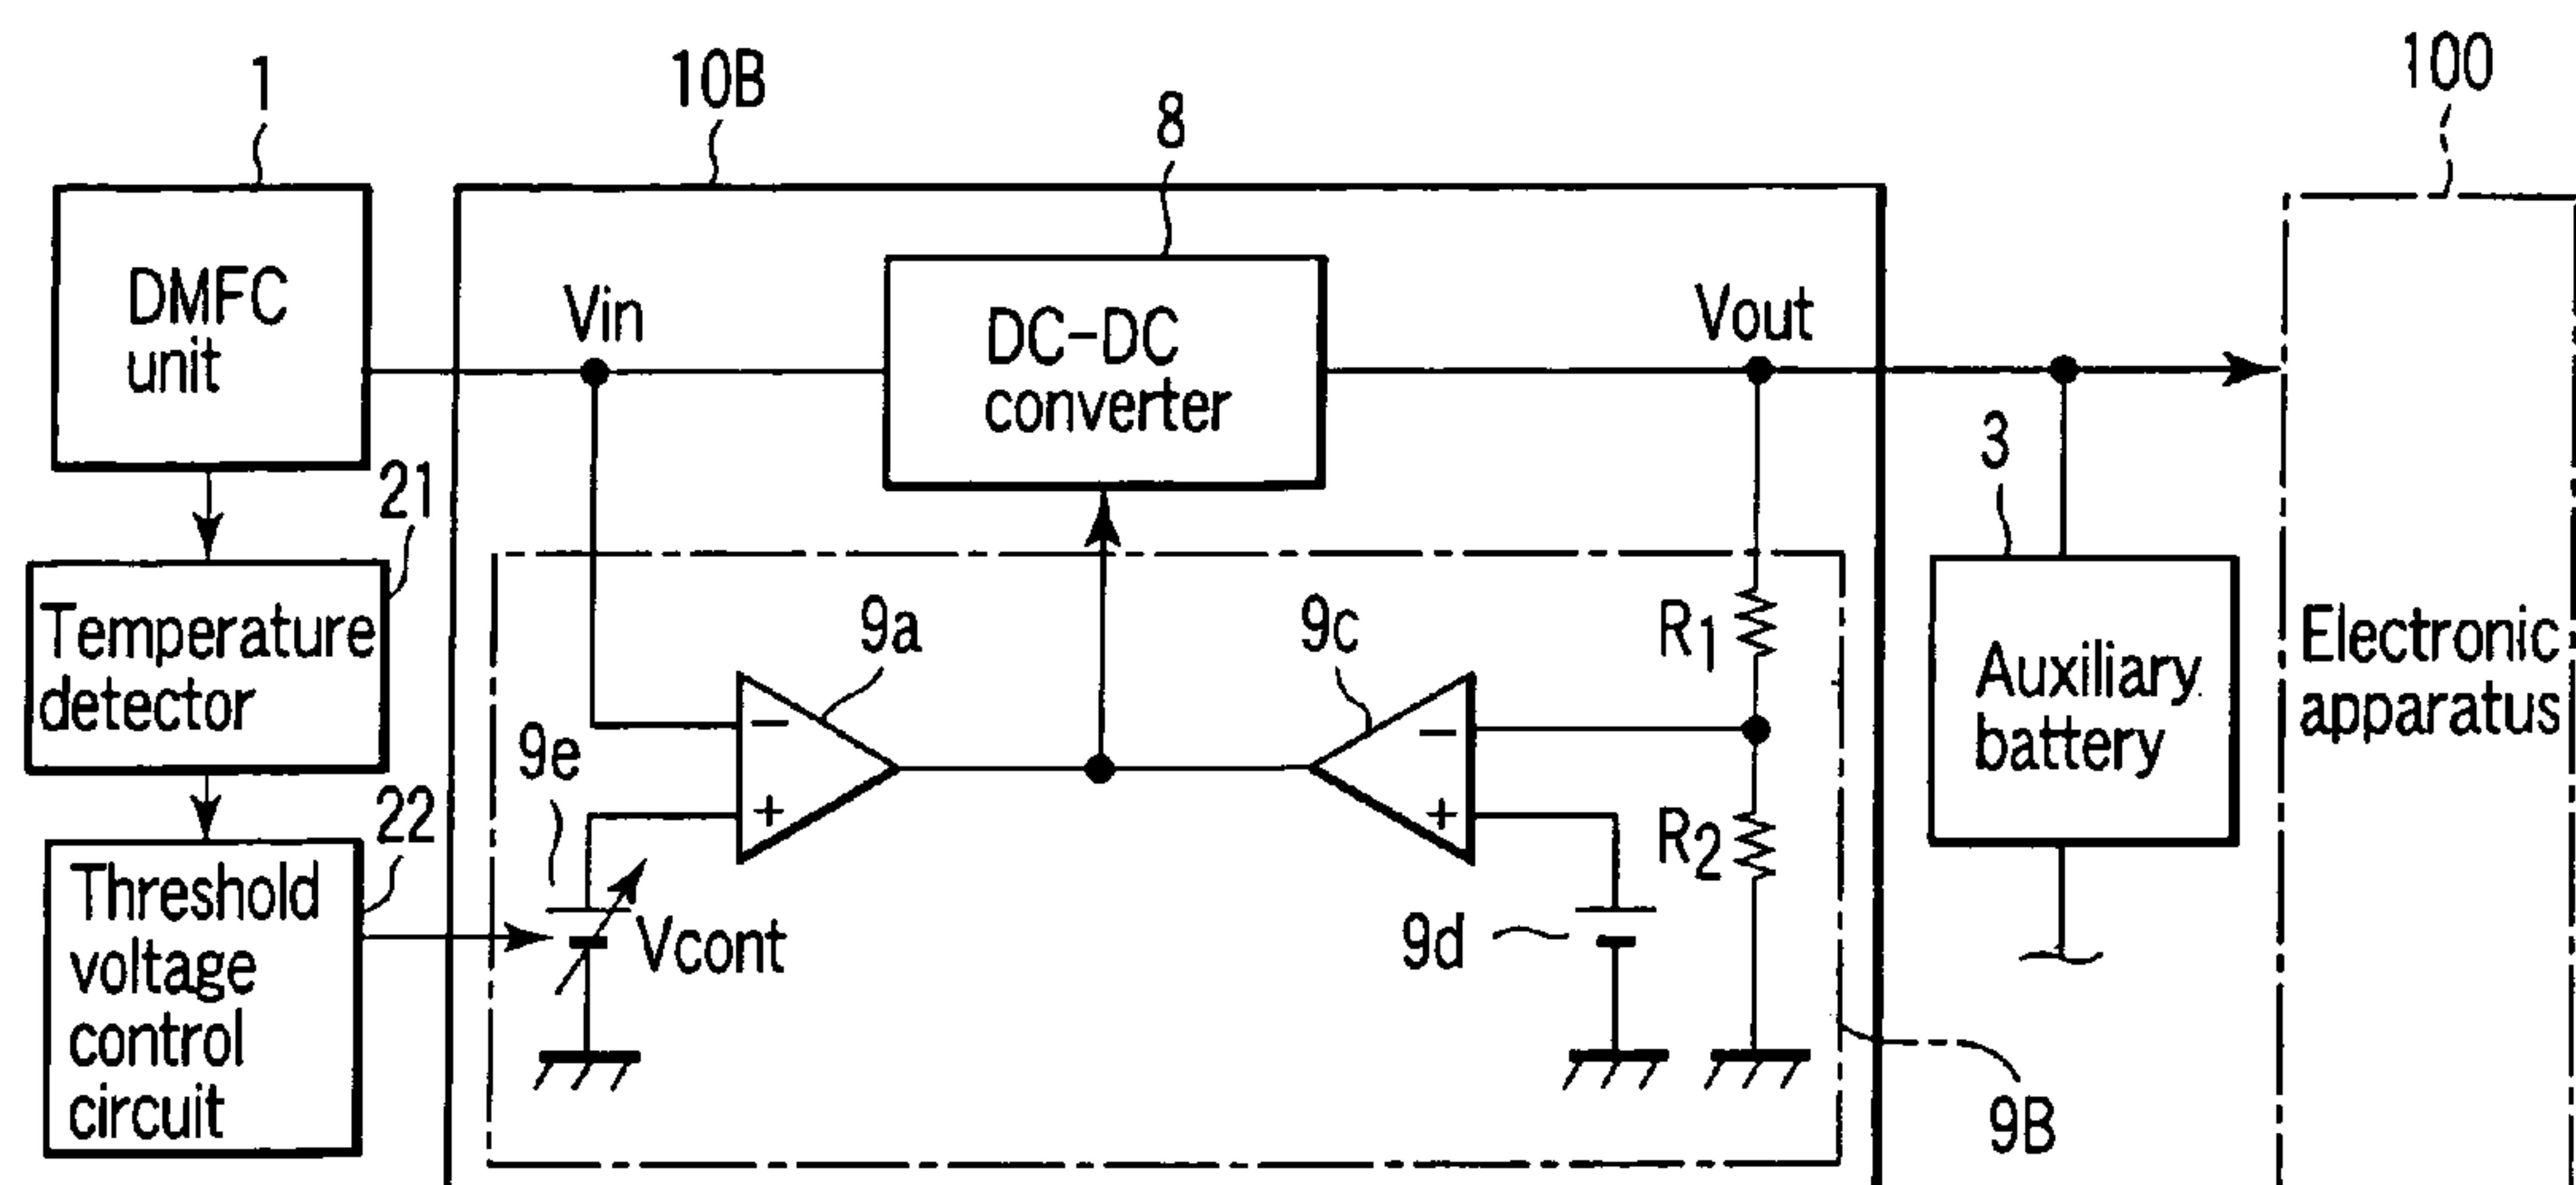 1
10B
8
100
DMFC
unit
Vin
DC-DC
converter
Vout
21
3
Temperature
detector
9a
9c
R1
Auxiliary
battery
Electronic
apparatus
9e
−
+
−
+
22
Threshold
voltage
control
circuit
Vcont
9d
R2
9B